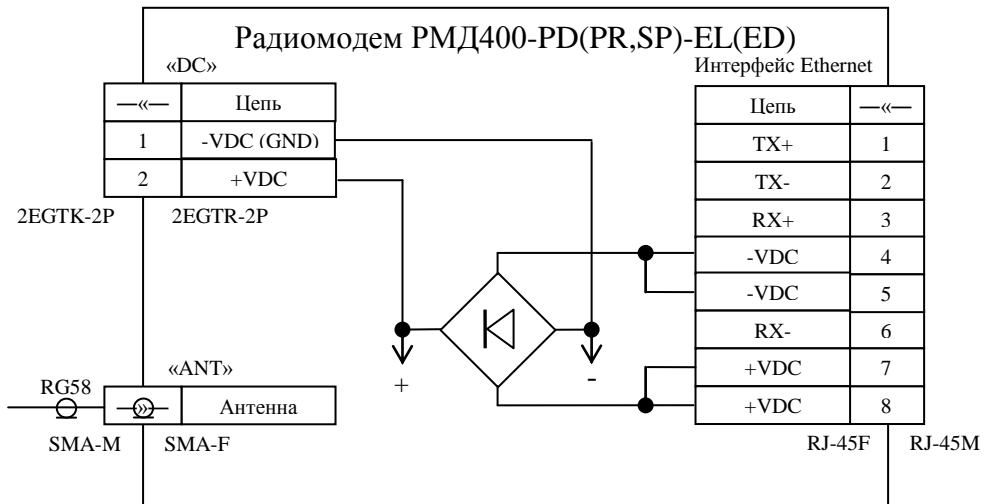 Радиомодем РМД400-PD(PR,SP)-EL(ED)
«DC»
—«— Цепь
1 -VDC (GND)
2 +VDC
2EGTK-2P 2EGTR-2P
Интерфейс Ethernet
Цепь —«—
TX+ 1
TX- 2
RX+ 3
-VDC 4
-VDC 5
RX- 6
+VDC 7
+VDC 8
RJ-45F RJ-45M
+ -
«ANT»
RG58
—»— Антенна
SMA-M SMA-F